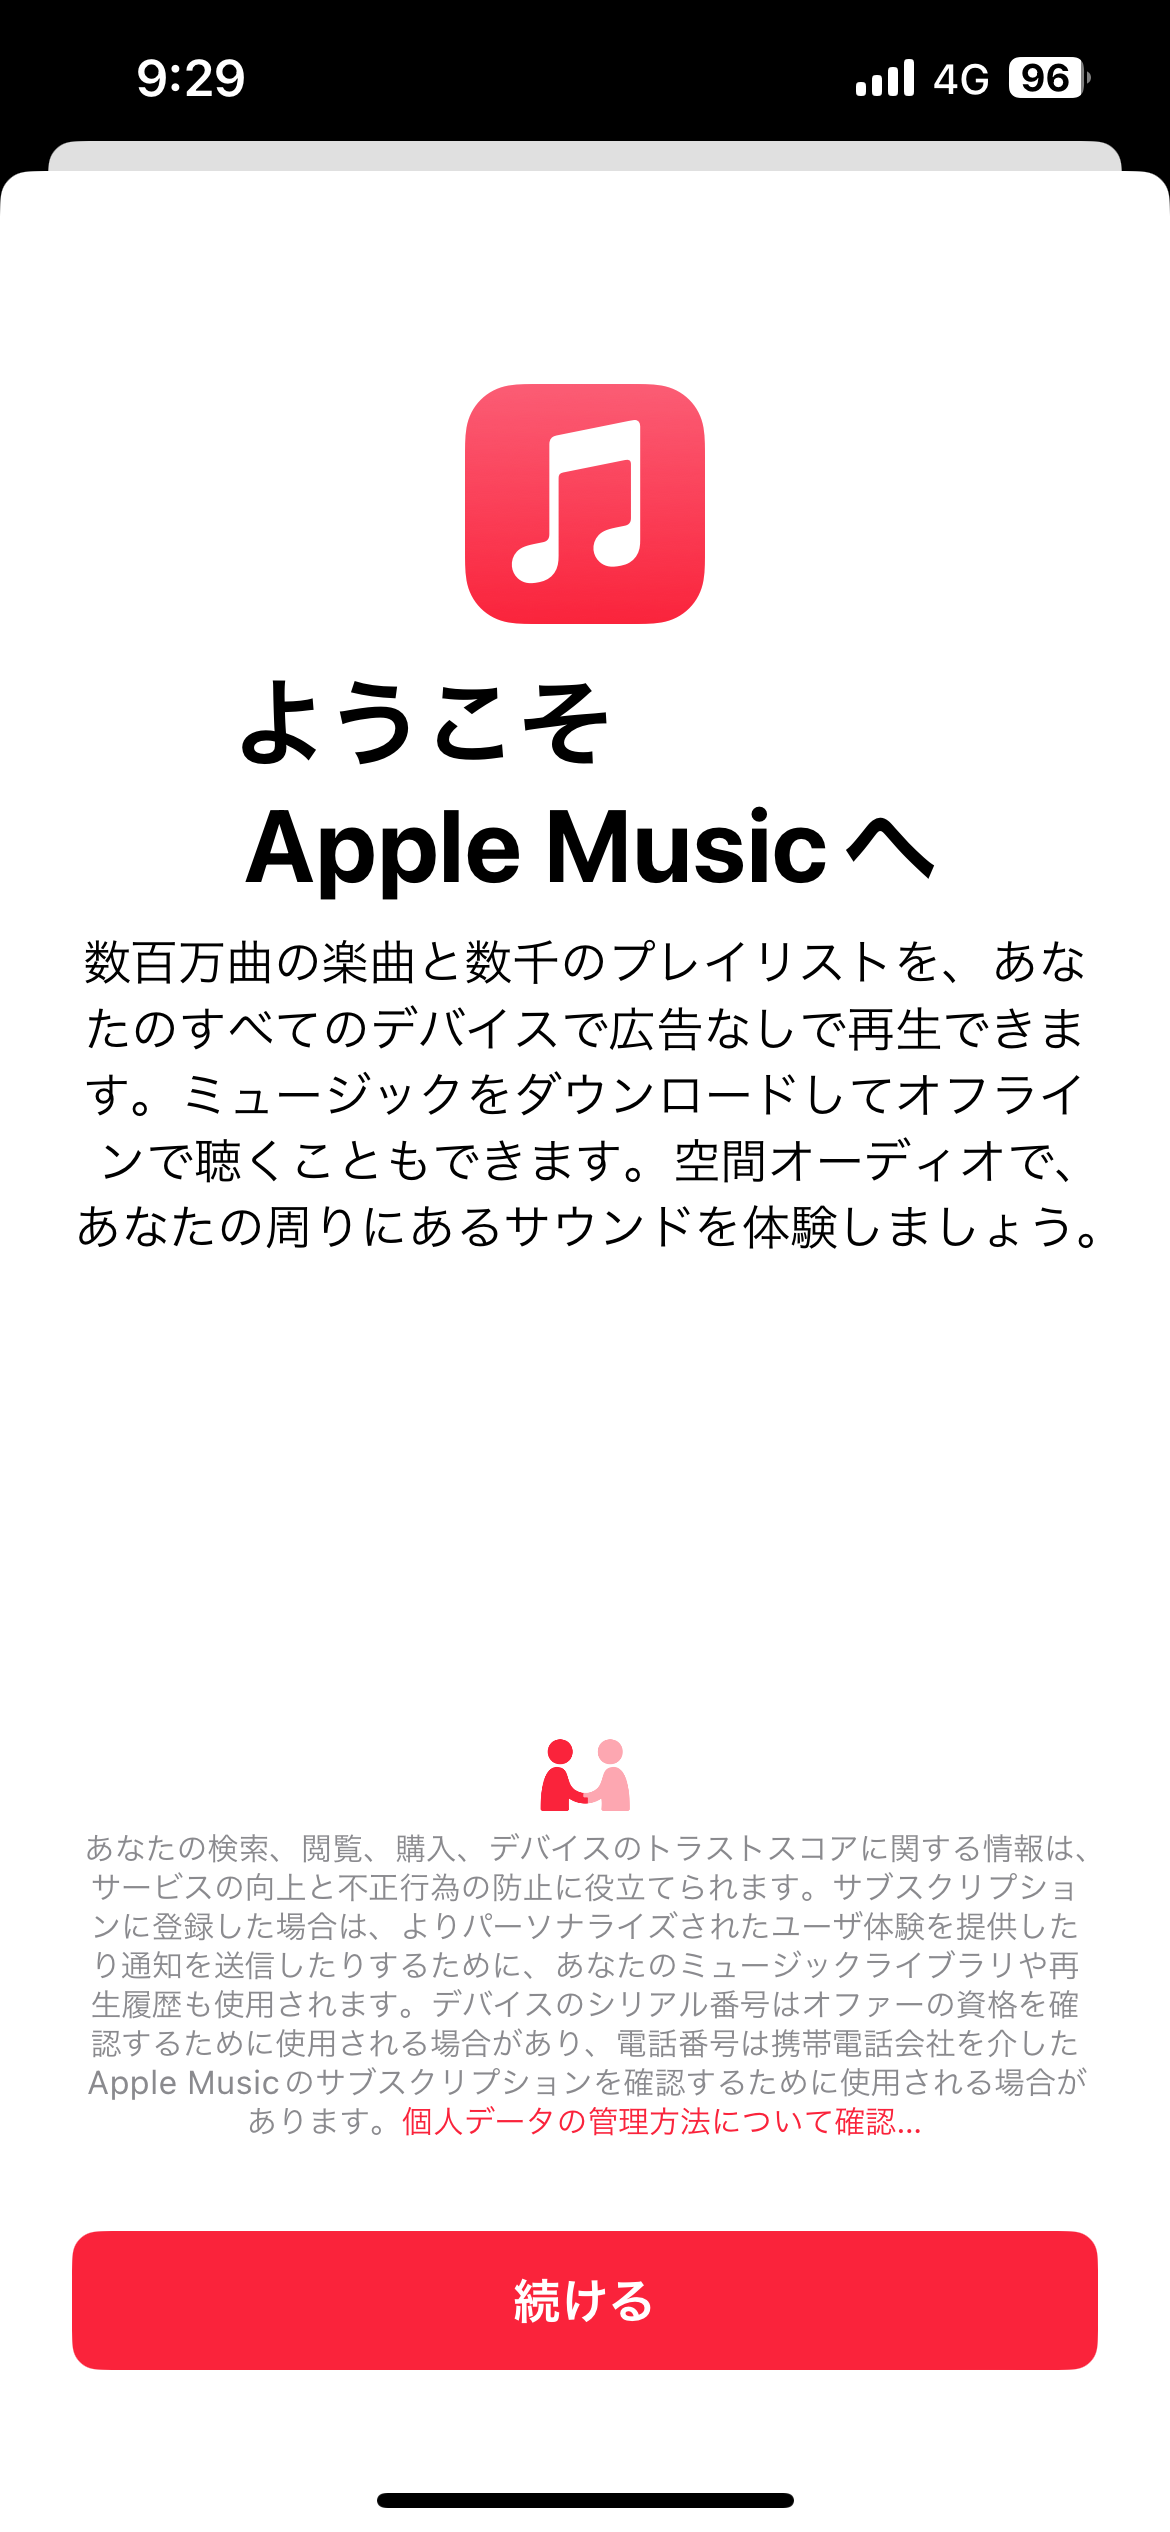 9:29
4G 96
ようこそ
Apple Musicへ
数百万曲の楽曲と数千のプレイリストを、あな
たのすべてのデバイスで広告なしで再生できま
す。ミュージックをダウンロードしてオフライ
ンで聴くこともできます。空間オーディオで、
あなたの周りにあるサウンドを体験しましょう。
あなたの検索、閲覧、購入、デバイスのトラストスコアに関する情報は、
サービスの向上と不正行為の防止に役立てられます。サブスクリプショ
ンに登録した場合は、よりパーソナライズされたユーザ体験を提供した
り通知を送信したりするために、あなたのミュージックライブラリや再
生履歴も使用されます。デバイスのシリアル番号はオファーの資格を確
認するために使用される場合があり、電話番号は携帯電話会社を介した
Apple Musicのサブスクリプションを確認するために使用される場合が
あります。個人データの管理方法について確認...
続ける